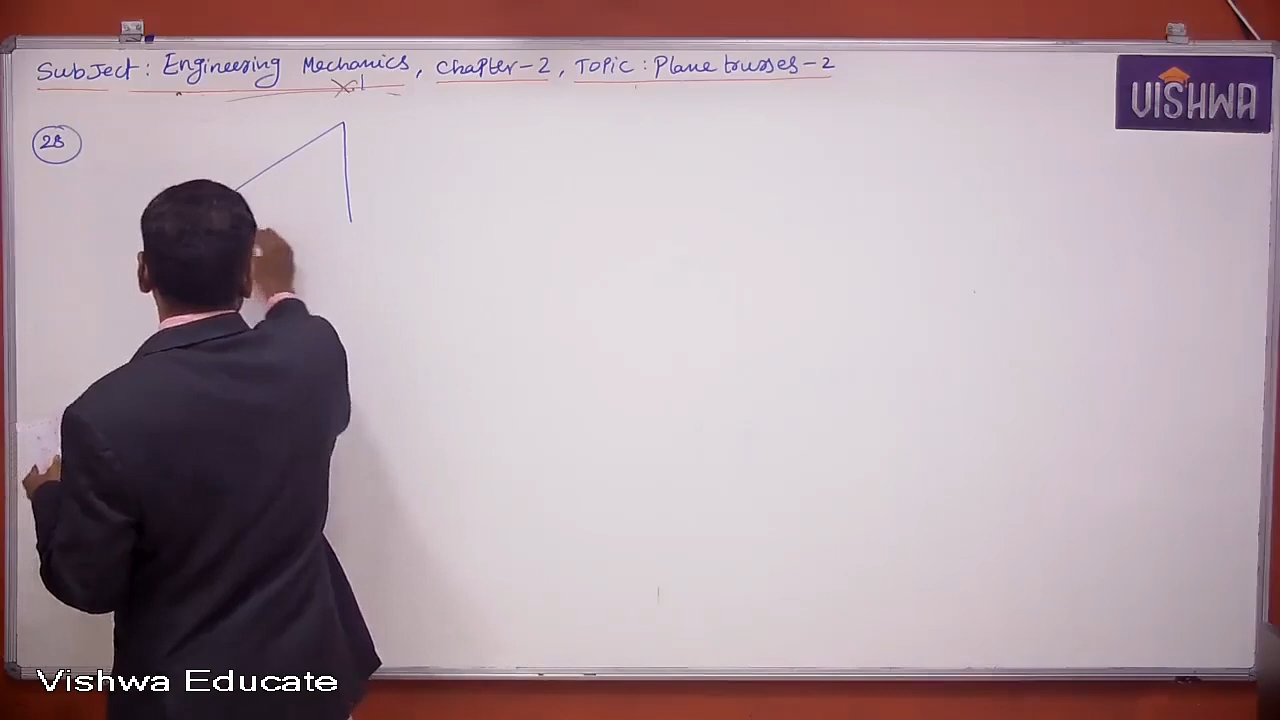 Subject : Engineering Mechanics, Chapter-2, Topic : Plane trusses-2
VISHWA
28
Vishwa Educate